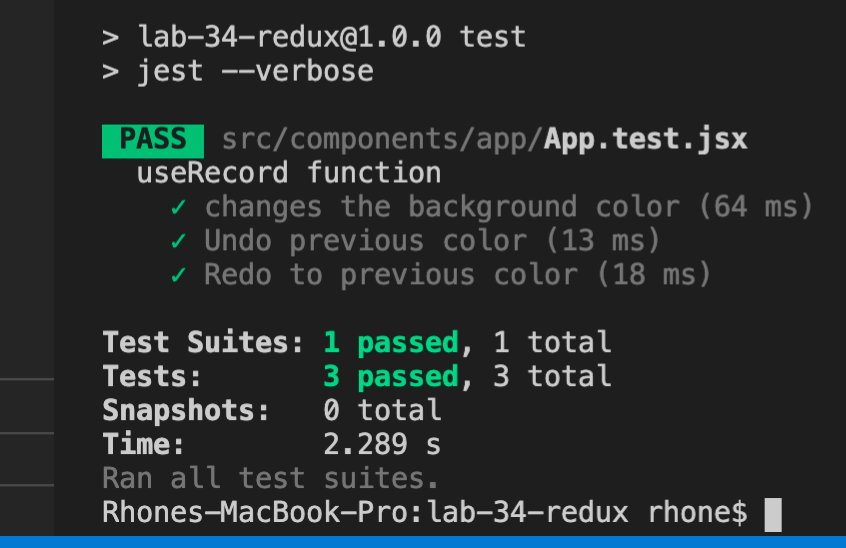 > lab-34-redux@1.0.0 test
> jest --verbose
PASS src/components/app/App.test.jsx
useRecord function
✓ changes the background color (64 ms)
✓ Undo previous color (13 ms)
✓ Redo to previous color (18 ms)
Test Suites: 1 passed, 1 total
Tests: 3 passed, 3 total
Snapshots: 0 total
Time: 2.289 s
Ran all test suites.
Rhones-MacBook-Pro:lab-34-redux rhone$